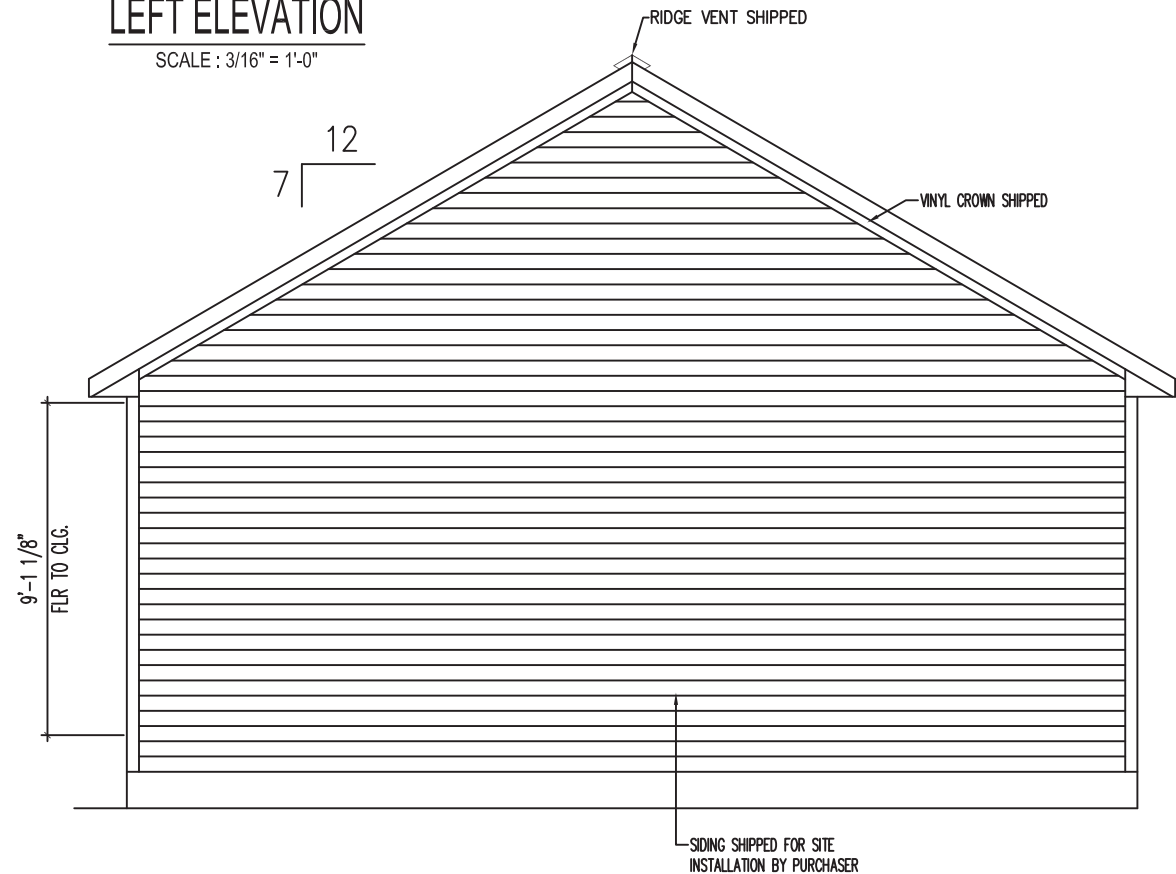 LEFT ELEVATION
SCALE : 3/16" = 1'-0"
RIDGE VENT SHIPPED
12
7
VINYL CROWN SHIPPED
9'-1 1/8"
FLR TO CLG.
SIDING SHIPPED FOR SITE
INSTALLATION BY PURCHASER